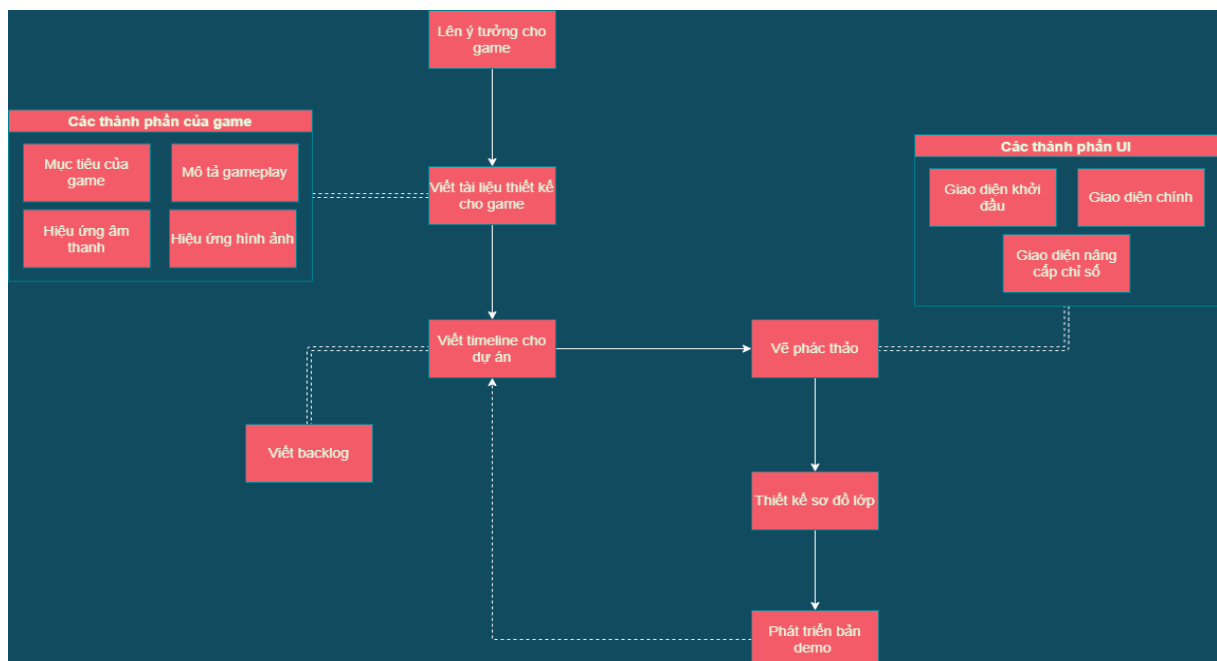 Lên ý tưởng cho
game
Các thành phần của game
Mục tiêu của
game
Mô tả gameplay
Hiệu ứng âm
thanh
Hiệu ứng hình ảnh
Viết tài liệu thiết kế
cho game
Các thành phần UI
Giao diện khởi
đầu
Giao diện chính
Giao diện nâng
cấp chỉ số
Viết timeline cho
dự án
Vẽ phác thảo
Viết backlog
Thiết kế sơ đồ lớp
Phát triển bản
demo